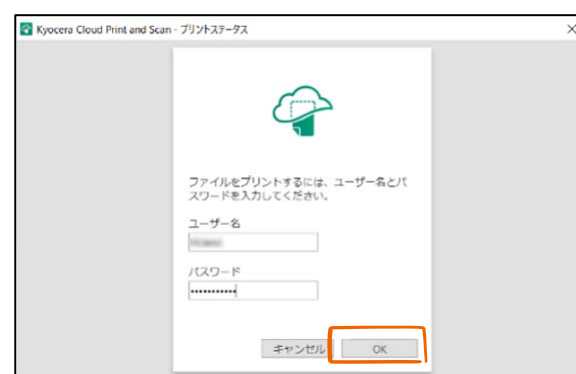 Kyocera Cloud Print and Scan - プリントステータス
ファイルをプリントするには、ユーザー名とパ
スワードを入力してください。
ユーザー名
パスワード
•••••••••••
キャンセル
OK